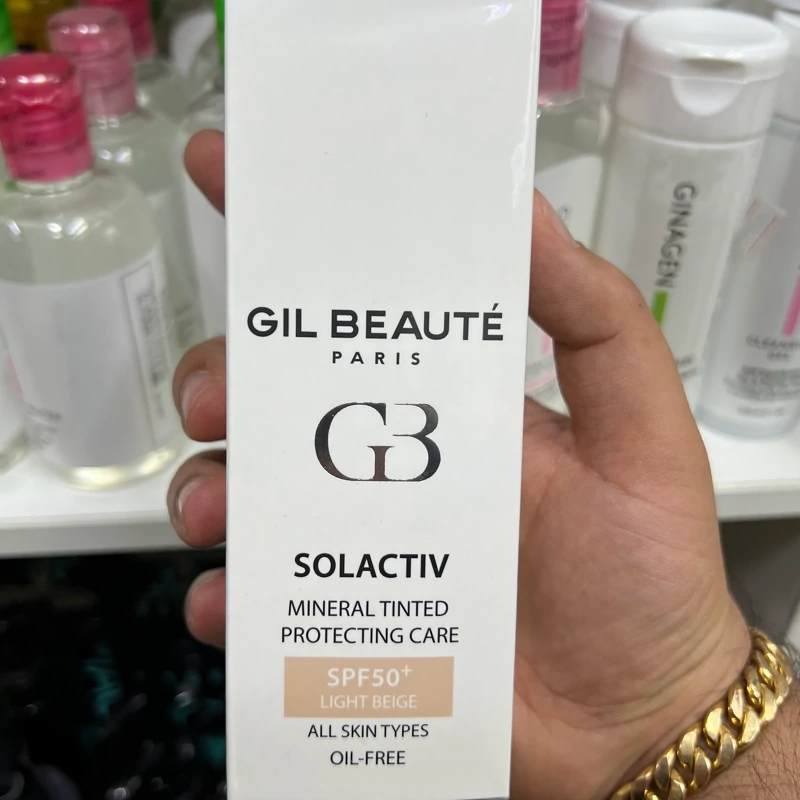 GIL BEAUTÉ
PARIS
GB
SOLACTIV
MINERAL TINTED
PROTECTING CARE
SPF50+
LIGHT BEIGE
ALL SKIN TYPES
OIL-FREE
GINAGEN